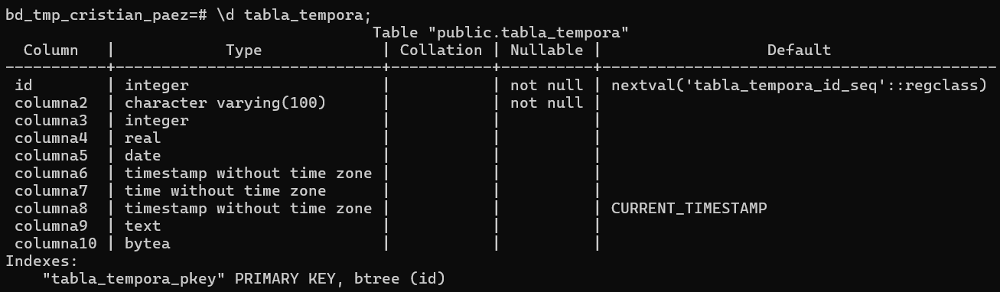 bd_tmp_cristian_paez=# \d tabla_tempora;
                                        Table "public.tabla_tempora"
  Column   |            Type             | Collation | Nullable |                  Default
-----------+-----------------------------+-----------+----------+-------------------------------------------
 id        | integer                     |           | not null | nextval('tabla_tempora_id_seq'::regclass)
 columna2  | character varying(100)      |           | not null |
 columna3  | integer                     |           |          |
 columna4  | real                        |           |          |
 columna5  | date                        |           |          |
 columna6  | timestamp without time zone |           |          |
 columna7  | time without time zone      |           |          |
 columna8  | timestamp without time zone |           |          | CURRENT_TIMESTAMP
 columna9  | text                        |           |          |
 columna10 | bytea                       |           |          |
Indexes:
    "tabla_tempora_pkey" PRIMARY KEY, btree (id)